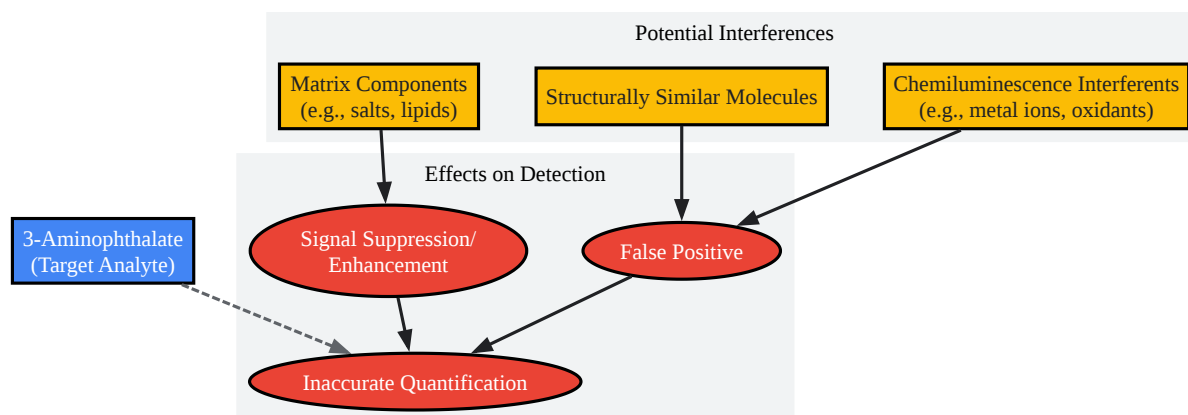 Potential Interferences
Matrix Components
(e.g., salts, lipids)
Structurally Similar Molecules
Chemiluminescence Interferents
(e.g., metal ions, oxidants)
Effects on Detection
3-Aminophthalate
(Target Analyte)
Signal Suppression/
Enhancement
False Positive
Inaccurate Quantification